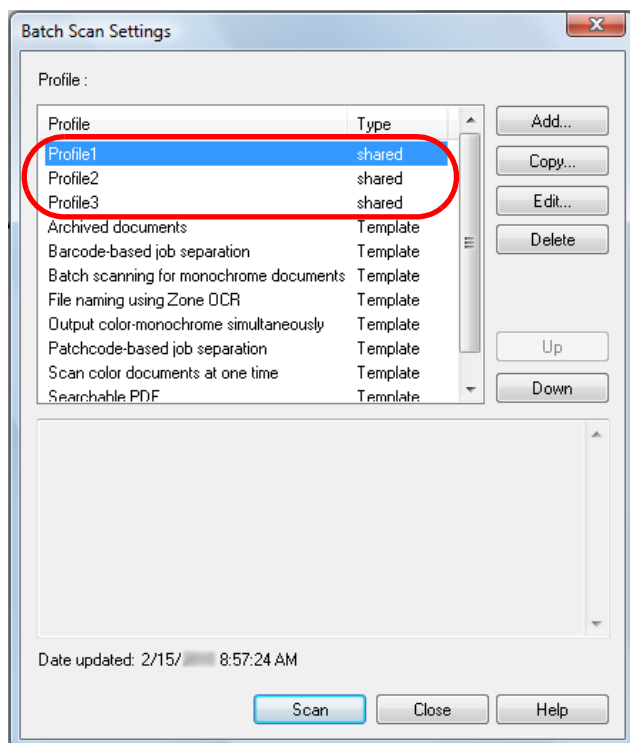 Batch Scan Settings
Profile :
Profile Type
Profile1 shared
Profile2 shared
Profile3 shared
Archived documents Template
Barcode-based job separation Template
Batch scanning for monochrome documents Template
File naming using Zone OCR Template
Output color-monochrome simultaneously Template
Patchcode-based job separation Template
Scan color documents at one time Template
Searchable PDF Template
Add...
Copy...
Edit...
Delete
Up
Down
Date updated: 2/15/ 8:57:24 AM
Scan Close Help